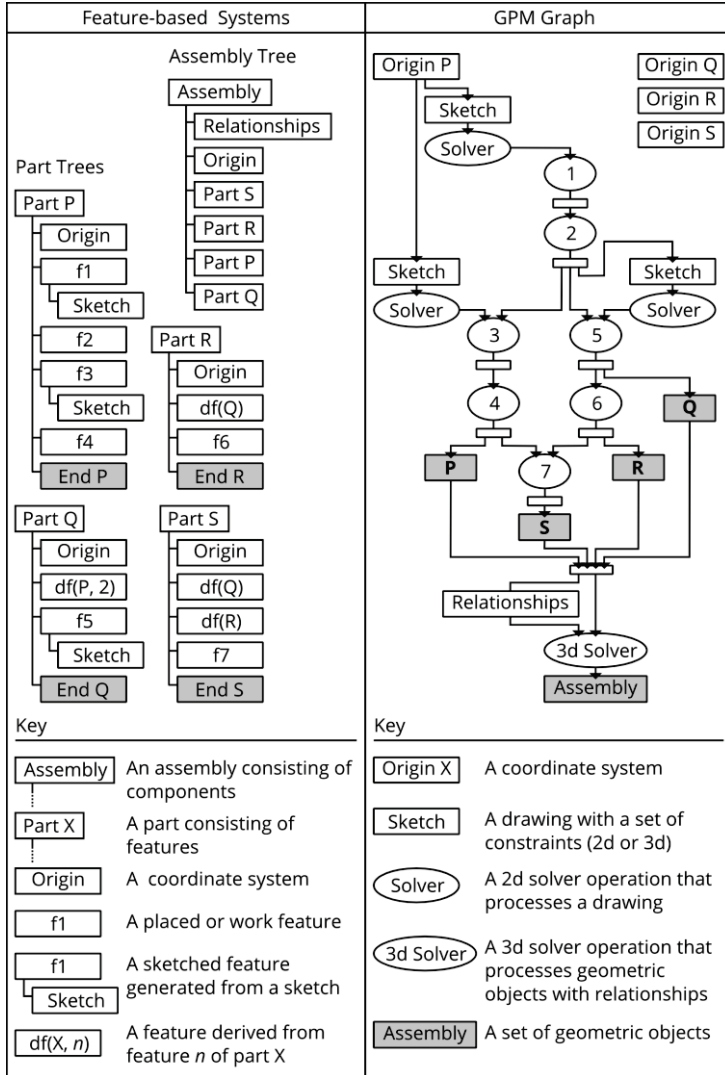 Feature-based Systems
Assembly Tree
Assembly
Relationships
Origin
Part S
Part R
Part P
Part Q
Part Trees
Part P
Origin
f1
Sketch
f2
f3
Sketch
f4
End P
Part R
Origin
df(Q)
f6
End R
Part Q
Origin
df(P, 2)
f5
Sketch
End Q
Part S
Origin
df(Q)
df(R)
f7
End S
Key
Assembly
An assembly consisting of
components
Part X
A part consisting of
features
Origin
A coordinate system
f1
A placed or work feature
f1
Sketch
A sketched feature
generated from a sketch
df(X, n)
A feature derived from
feature n of part X
GPM Graph
Origin P
Origin Q
Origin R
Origin S
Sketch
Solver
1
2
Sketch
Sketch
Solver
Solver
3
5
4
6
Q
P
7
R
S
Relationships
3d Solver
Assembly
Key
Origin X
A coordinate system
Sketch
A drawing with a set of
constraints (2d or 3d)
Solver
A 2d solver operation that
processes a drawing
3d Solver
A 3d solver operation that
processes geometric
objects with relationships
Assembly
A set of geometric objects